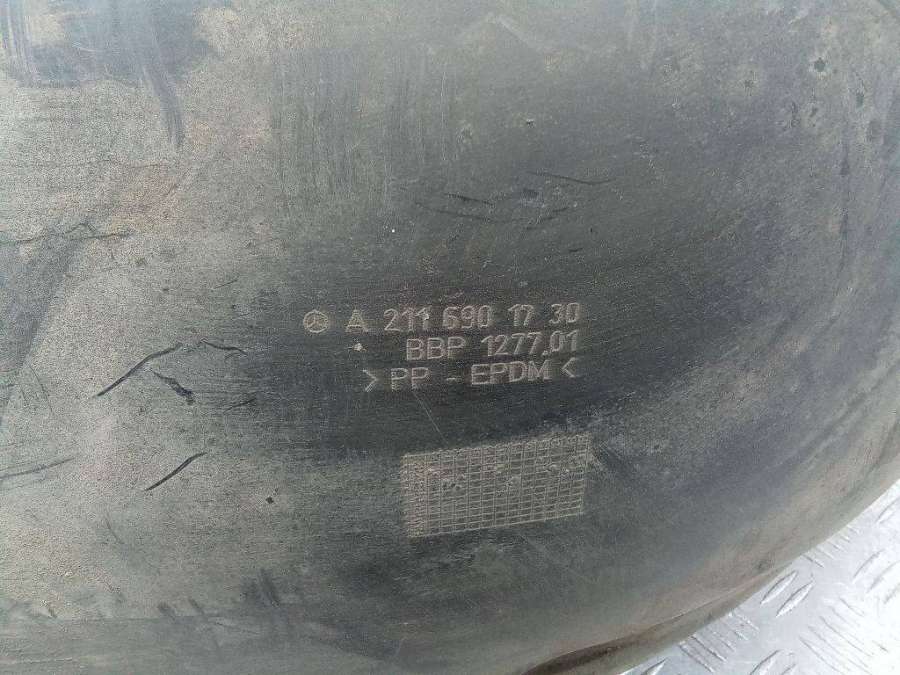 A 211 690 17 30
BBP 1277.01
>PP - EPDM<